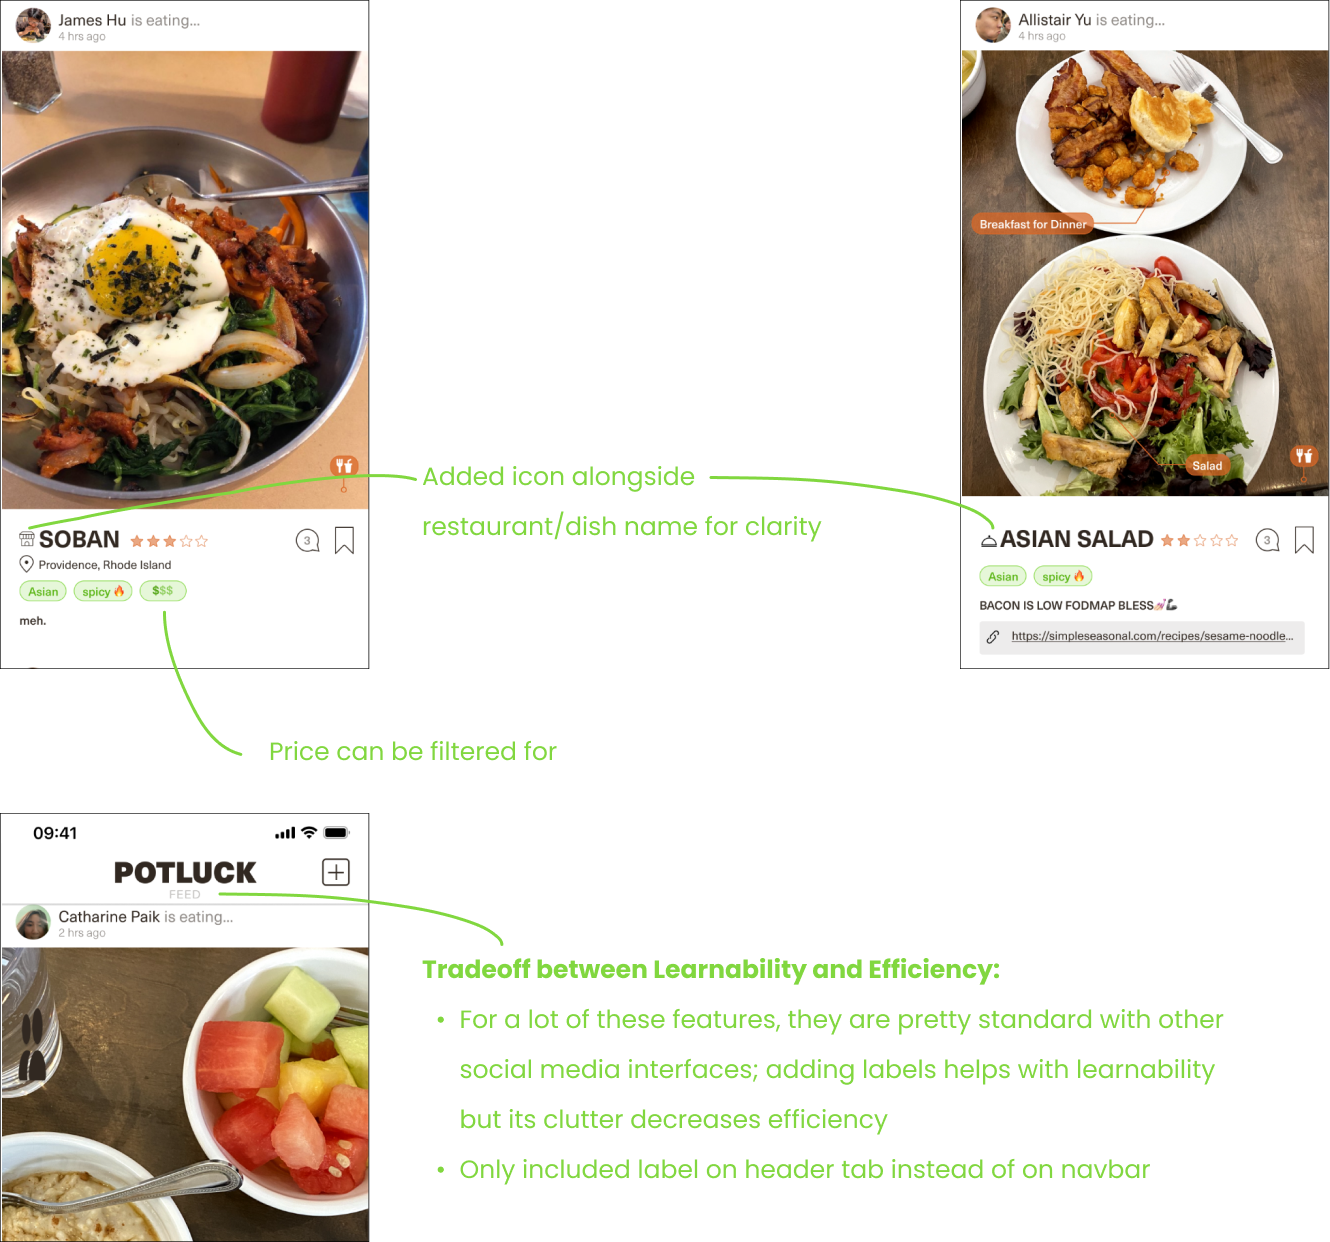 James Hu is eating...
4 hrs ago
SOBAN
3
Providence, Rhode Island
Asian
spicy🔥
$$$
meh.
Allistair Yu is eating...
4 hrs ago
Breakfast for Dinner
Salad
ASIAN SALAD
3
Asian
spicy🔥
BACON IS LOW FODMAP BLESS💅🏻💪🏿
https://simpleseasonal.com/recipes/sesame-noodle...
Added icon alongside
restaurant/dish name for clarity
Price can be filtered for
09:41
POTLUCK
FEED
Catharine Paik is eating...
2 hrs ago
Tradeoff between Learnability and Efficiency:
• For a lot of these features, they are pretty standard with other
social media interfaces; adding labels helps with learnability
but its clutter decreases efficiency
• Only included label on header tab instead of on navbar